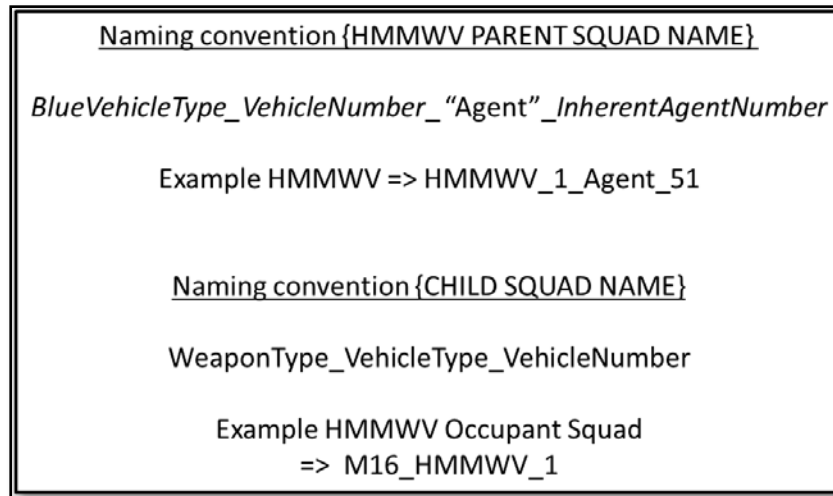 Naming convention {HMMWV PARENT SQUAD NAME}
BlueVehicleType_VehicleNumber_ “Agent”_InherentAgentNumber
Example HMMWV => HMMWV_1_Agent_51
Naming convention {CHILD SQUAD NAME}
WeaponType_VehicleType_VehicleNumber
Example HMMWV Occupant Squad
=> M16_HMMWV_1